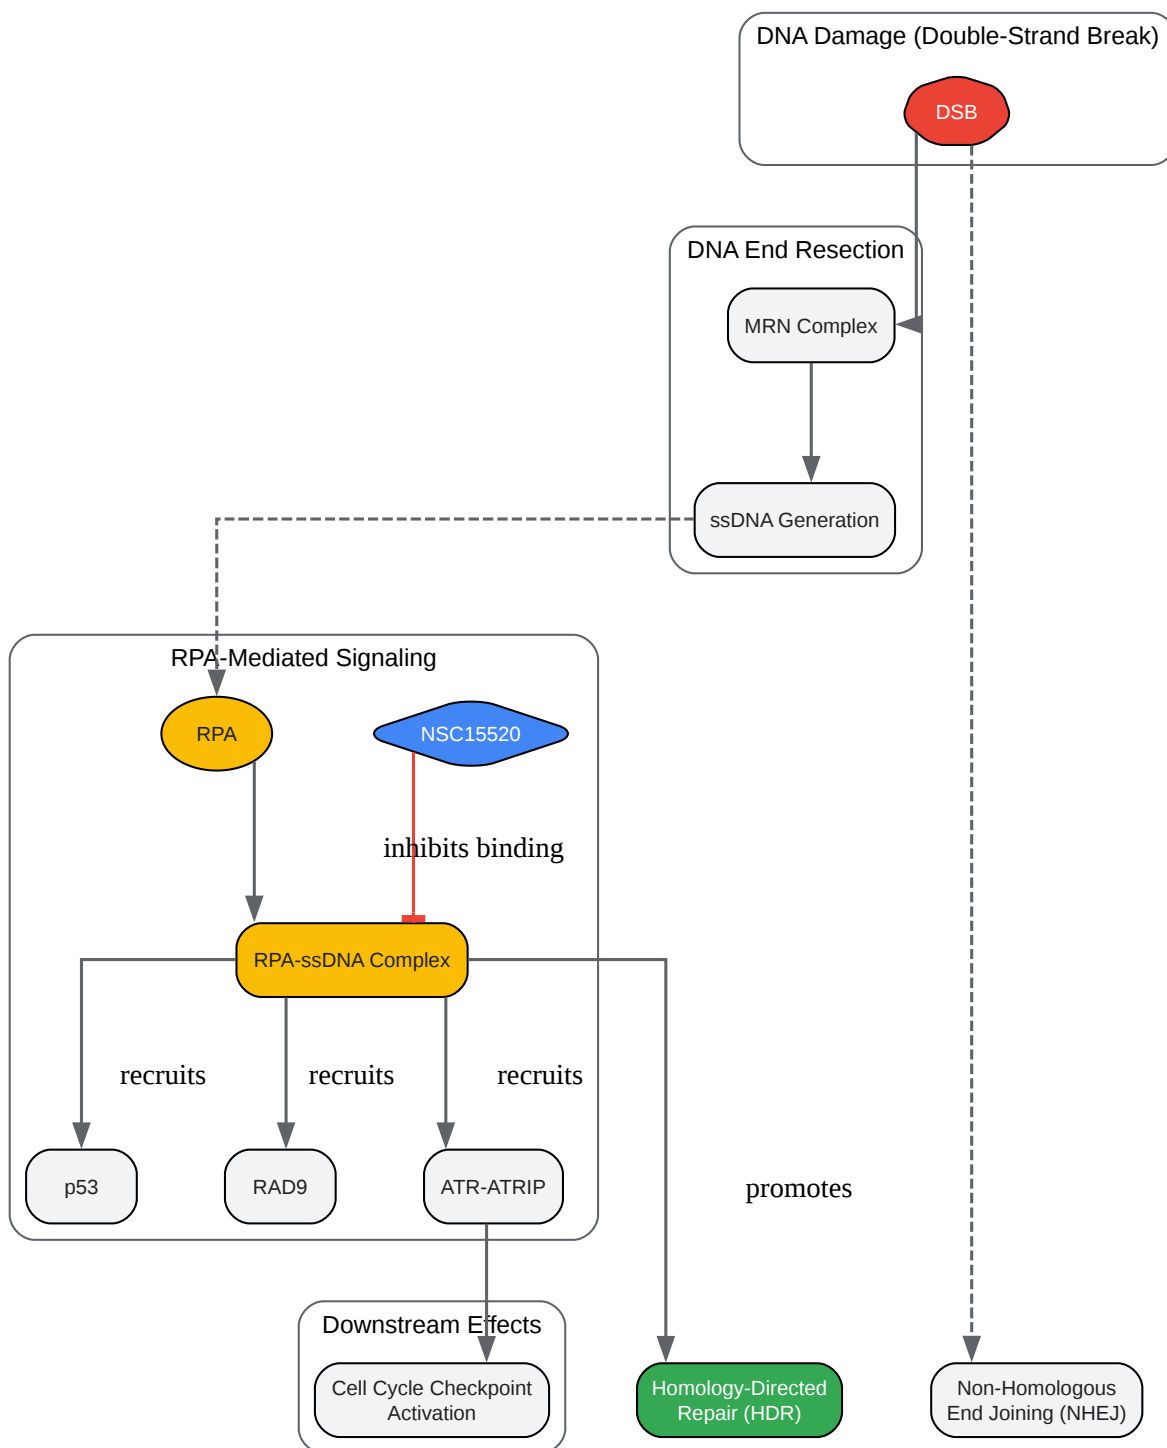 DNA Damage (Double-Strand Break)
DSB
DNA End Resection
MRN Complex
ssDNA Generation
RPA-Mediated Signaling
RPA
NSC15520
inhibits binding
RPA-ssDNA Complex
recruits
recruits
recruits
p53
RAD9
ATR-ATRIP
promotes
Downstream Effects
Cell Cycle Checkpoint
Activation
Homology-Directed
Repair (HDR)
Non-Homologous
End Joining (NHEJ)